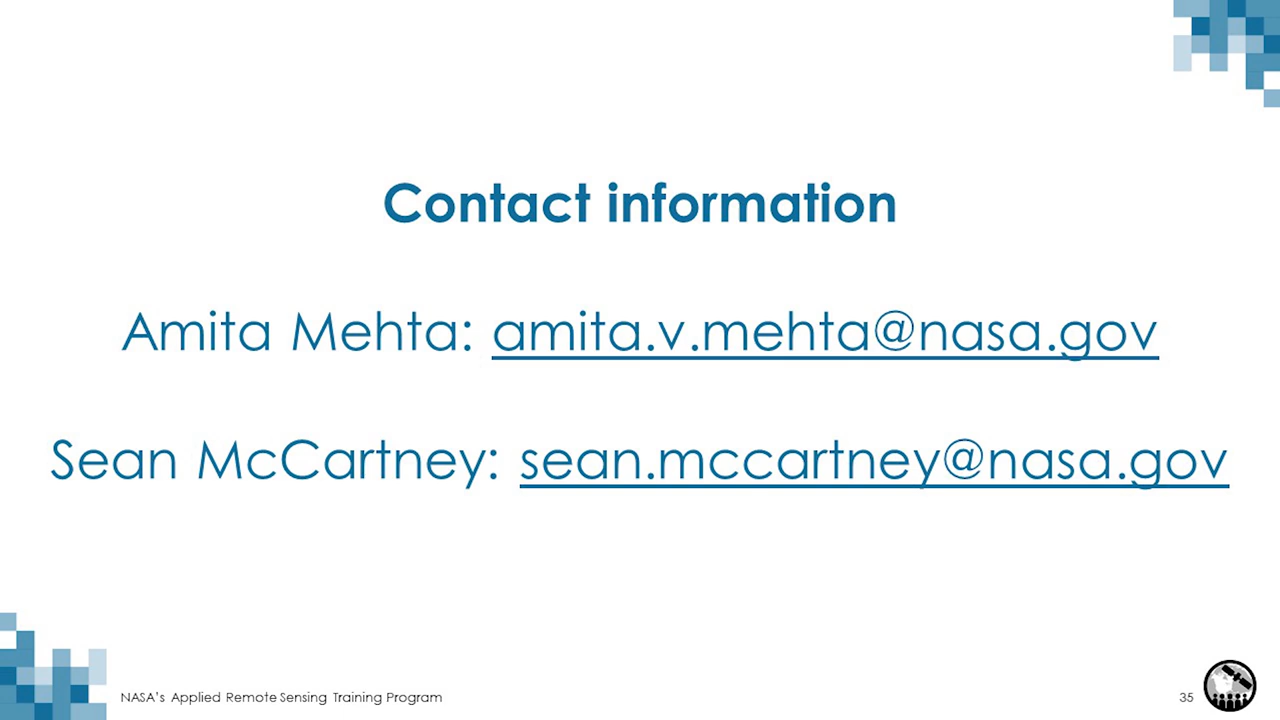 Contact information
Amita Mehta: amita.v.mehta@nasa.gov
Sean McCartney: sean.mccartney@nasa.gov
NASA's Applied Remote Sensing Training Program
35